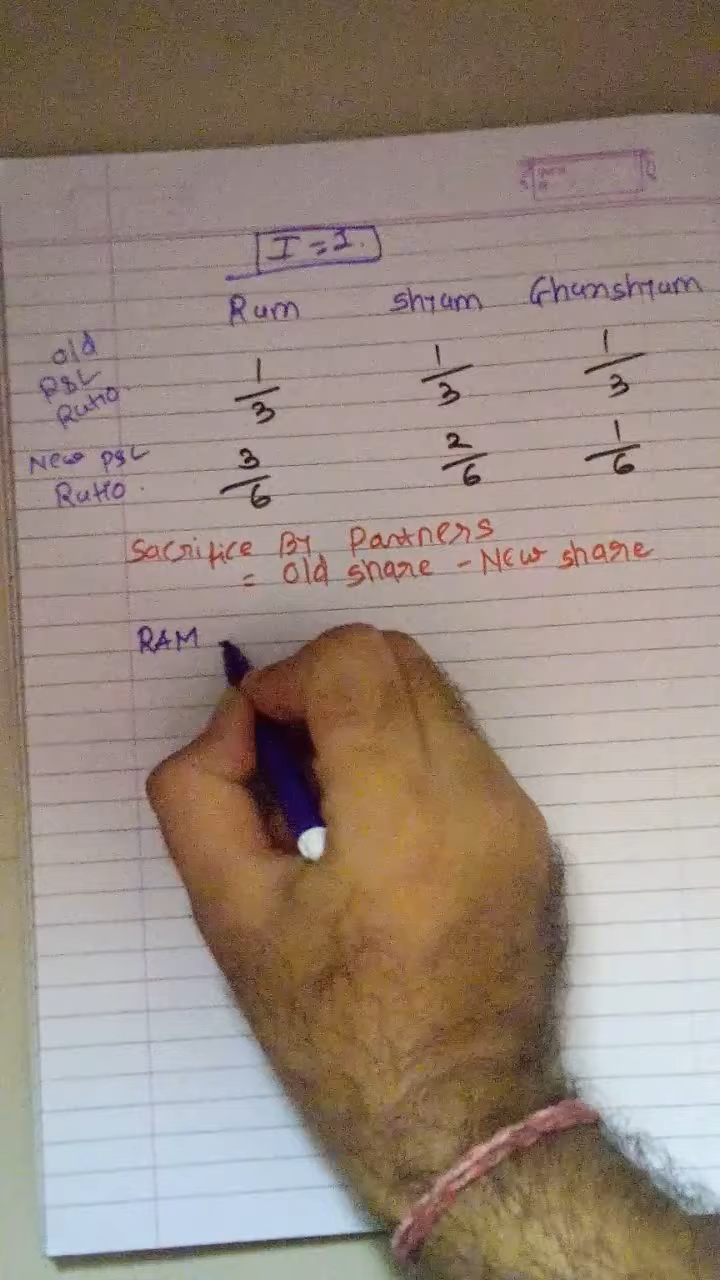 I = 1.
Ram Shyam Ghanshyam
Old
P&L
Ratio.
1/3 1/3 1/3
New P&L
Ratio.
3/6 2/6 1/6
Sacrifice By Partners
= Old share - New share
RAM